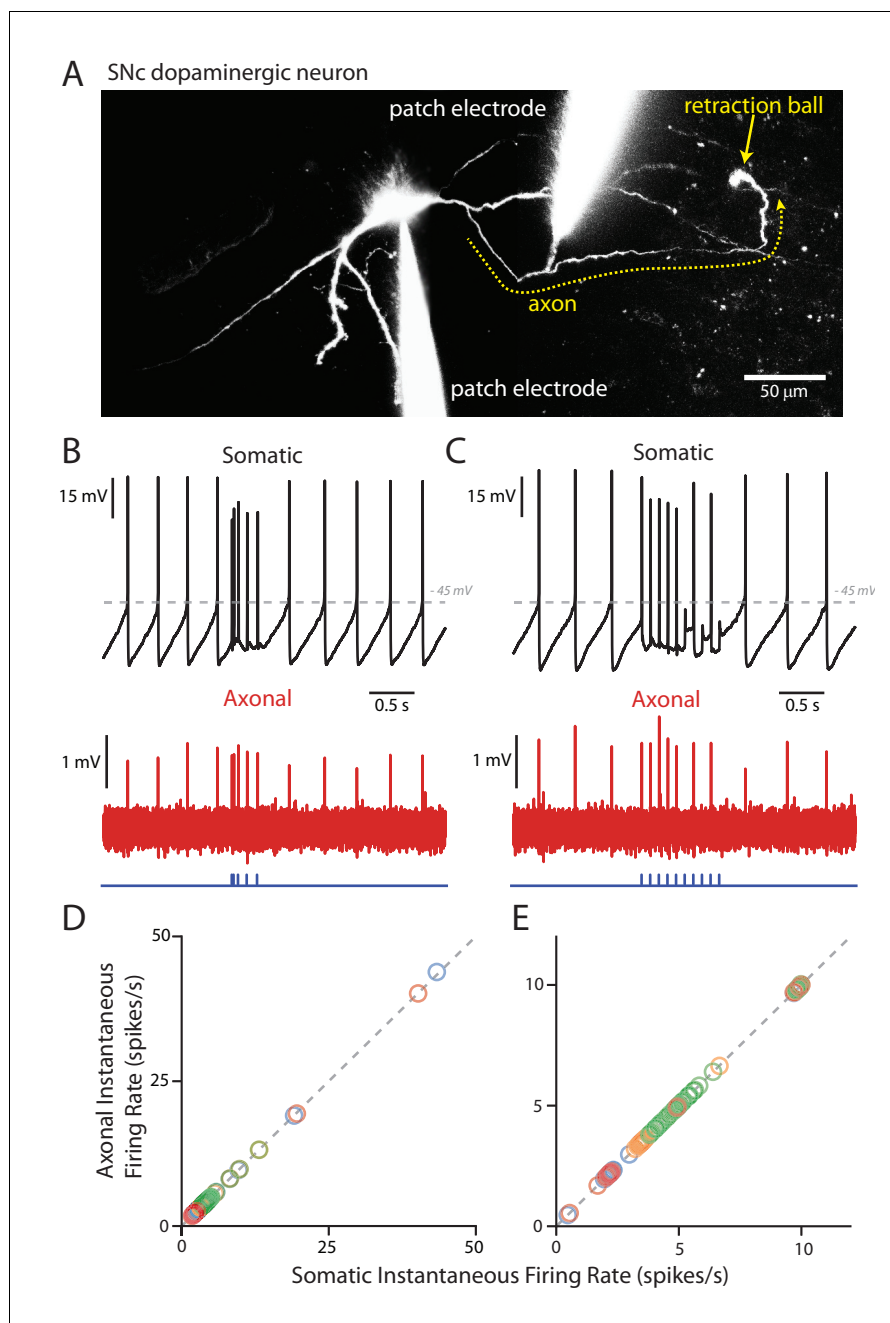 A SNc dopaminergic neuron
patch electrode
retraction ball
axon
patch electrode
50 μm
B
Somatic
15 mV
- 45 mV
Axonal
0.5 s
1 mV
C
Somatic
15 mV
- 45 mV
Axonal
0.5 s
1 mV
D
Axonal Instantaneous
Firing Rate (spikes/s)
50
25
0
0 25 50
E
10
5
0
0 5 10
Somatic Instantaneous Firing Rate (spikes/s)